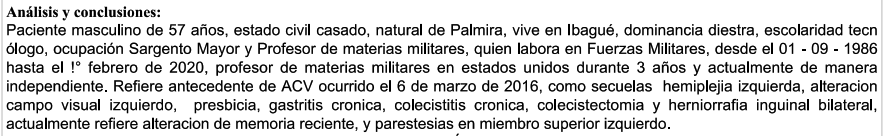 Análisis y conclusiones:
Paciente masculino de 57 años, estado civil casado, natural de Palmira, vive en Ibagué, dominancia diestra, escolaridad tecn
ólogo, ocupación Sargento Mayor y Profesor de materias militares, quien labora en Fuerzas Militares, desde el 01 - 09 - 1986
hasta el !° febrero de 2020, profesor de materias militares en estados unidos durante 3 años y actualmente de manera
independiente. Refiere antecedente de ACV ocurrido el 6 de marzo de 2016, como secuelas hemiplejia izquierda, alteracion
campo visual izquierdo, presbicia, gastritis cronica, colecistitis cronica, colecistectomia y herniorrafia inguinal bilateral,
actualmente refiere alteracion de memoria reciente, y parestesias en miembro superior izquierdo.